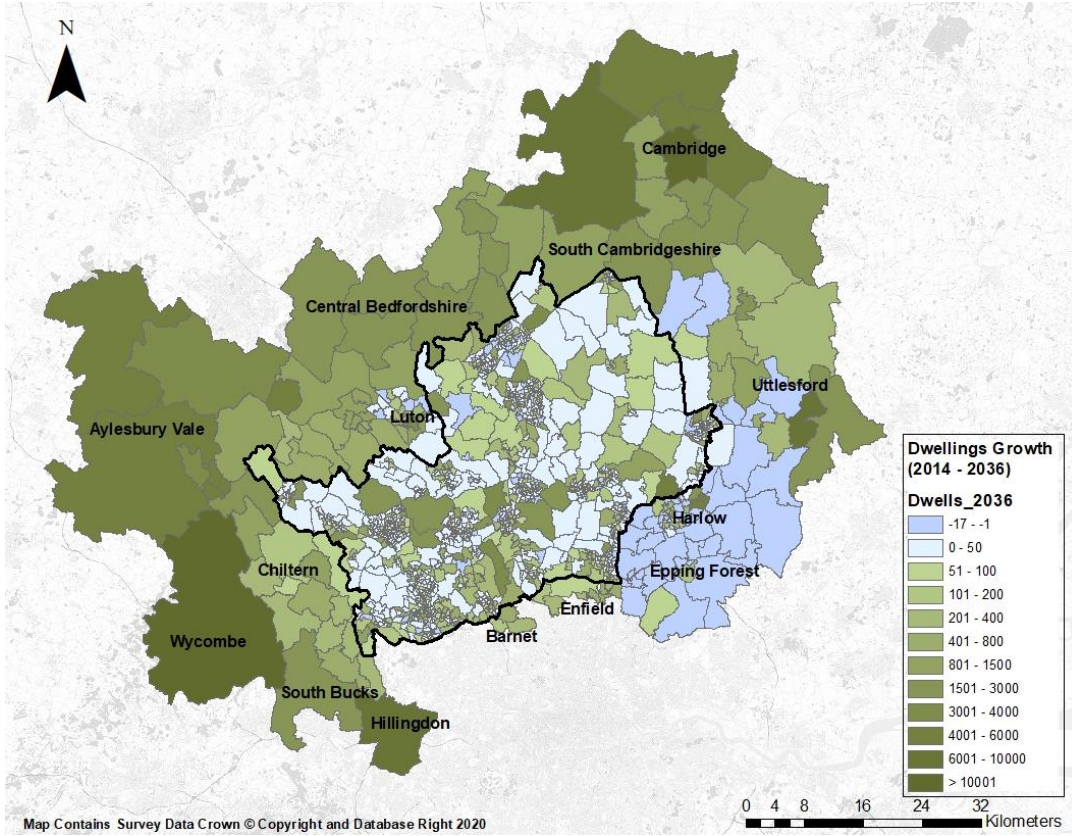 N
Cambridge
South Cambridgeshire
Central Bedfordshire
Uttlesford
Luton
Aylesbury Vale
Dwellings Growth
(2014 - 2036)
Dwells_2036
-17 - -1
0 - 50
51 - 100
101 - 200
201 - 400
401 - 800
801 - 1500
1501 - 3000
3001 - 4000
4001 - 6000
6001 - 10000
> 10001
Harlow
Chiltern
Epping Forest
Enfield
Barnet
Wycombe
South Bucks
Hillingdon
0 4 8 16 24 32
Kilometers
Map Contains Survey Data Crown © Copyright and Database Right 2020